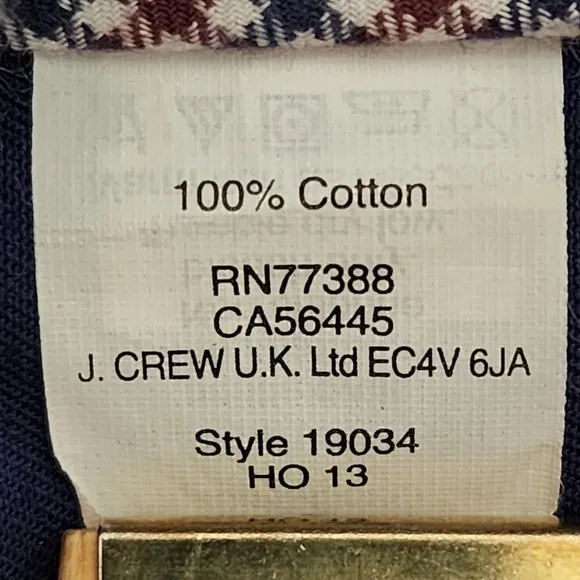 100% Cotton
RN77388
CA56445
J. CREW U.K. Ltd EC4V 6JA
Style 19034
HO 13